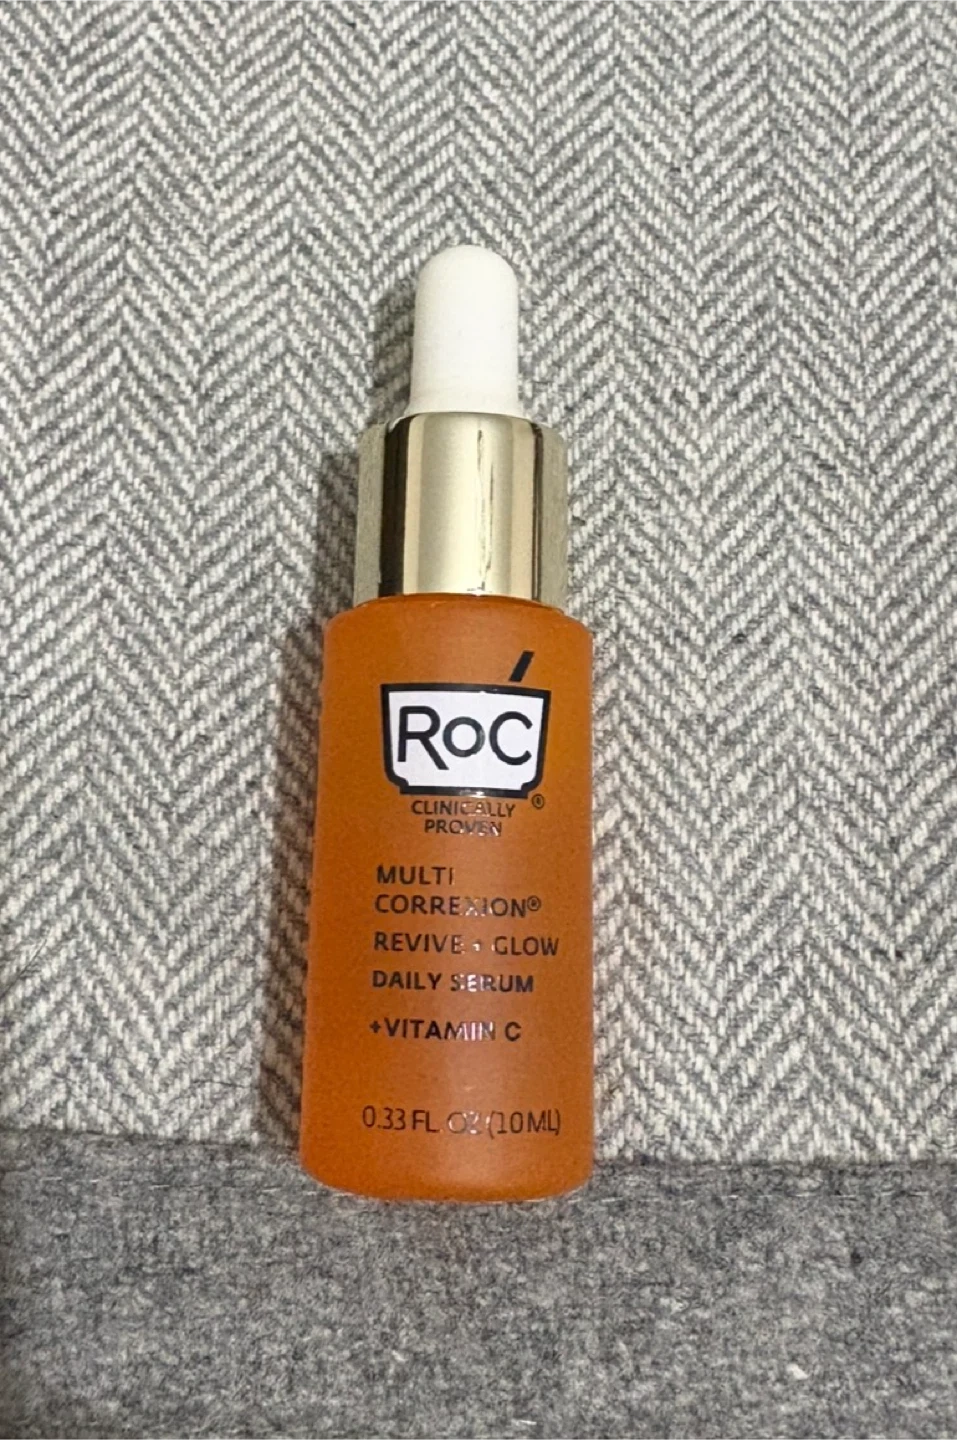 RoC
®
CLINICALLY
PROVEN
MULTI
CORREXION®
REVIVE + GLOW
DAILY SERUM
+VITAMIN C
0.33 FL. OZ (10 ML)